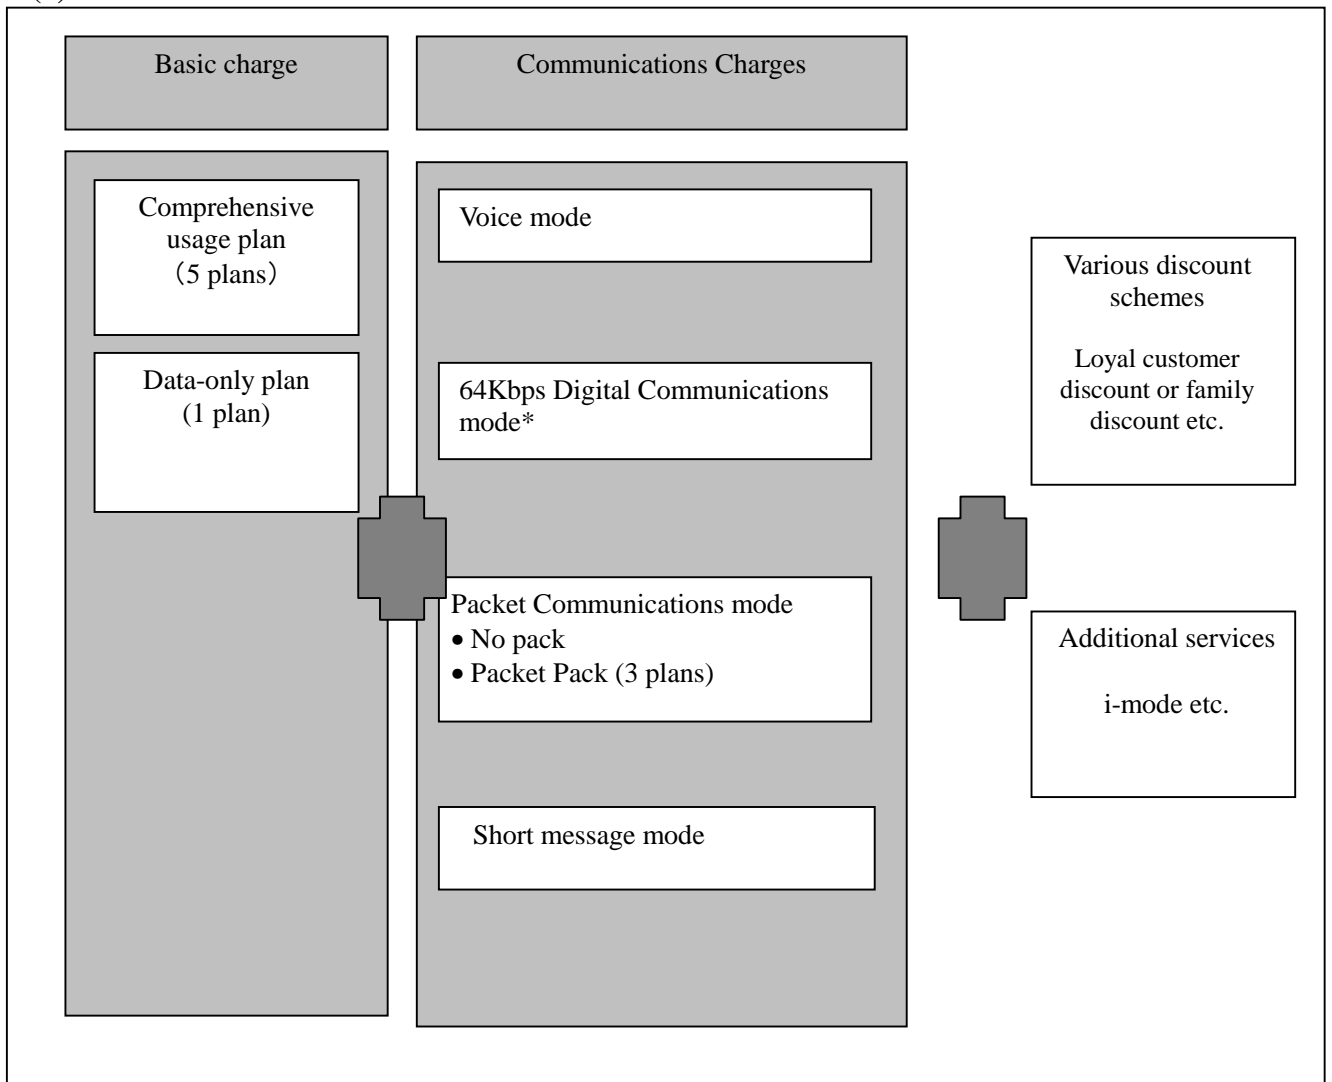 Basic charge
Communications Charges
Comprehensive
usage plan
（5 plans）
Data-only plan
(1 plan)
Voice mode
64Kbps Digital Communications
mode*
Packet Communications mode
• No pack
• Packet Pack (3 plans)
Short message mode
Various discount
schemes
Loyal customer
discount or family
discount etc.
Additional services
i-mode etc.